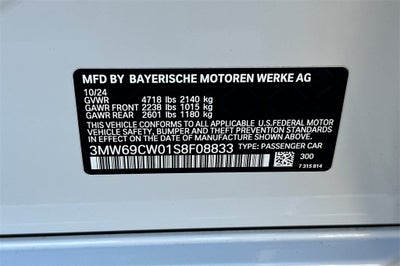 MFD BY BAYERISCHE MOTOREN WERKE AG
10/24
GVWR 4718 lbs 2140 kg
GAWR FRONT 2238 lbs 1015 kg
GAWR REAR 2601 lbs 1180 kg
THIS VEHICLE CONFORMS TO ALL APPLICABLE U.S.FEDERAL MOTOR
VEHICLE SAFETY, BUMPER, AND THEFT PREVENTION STANDARDS
IN EFFECT ON THE DATE OF MANUFACTURE SHOWN ABOVE.
3MW69CW01S8F08833 TYPE: PASSENGER CAR
300
7 315 814